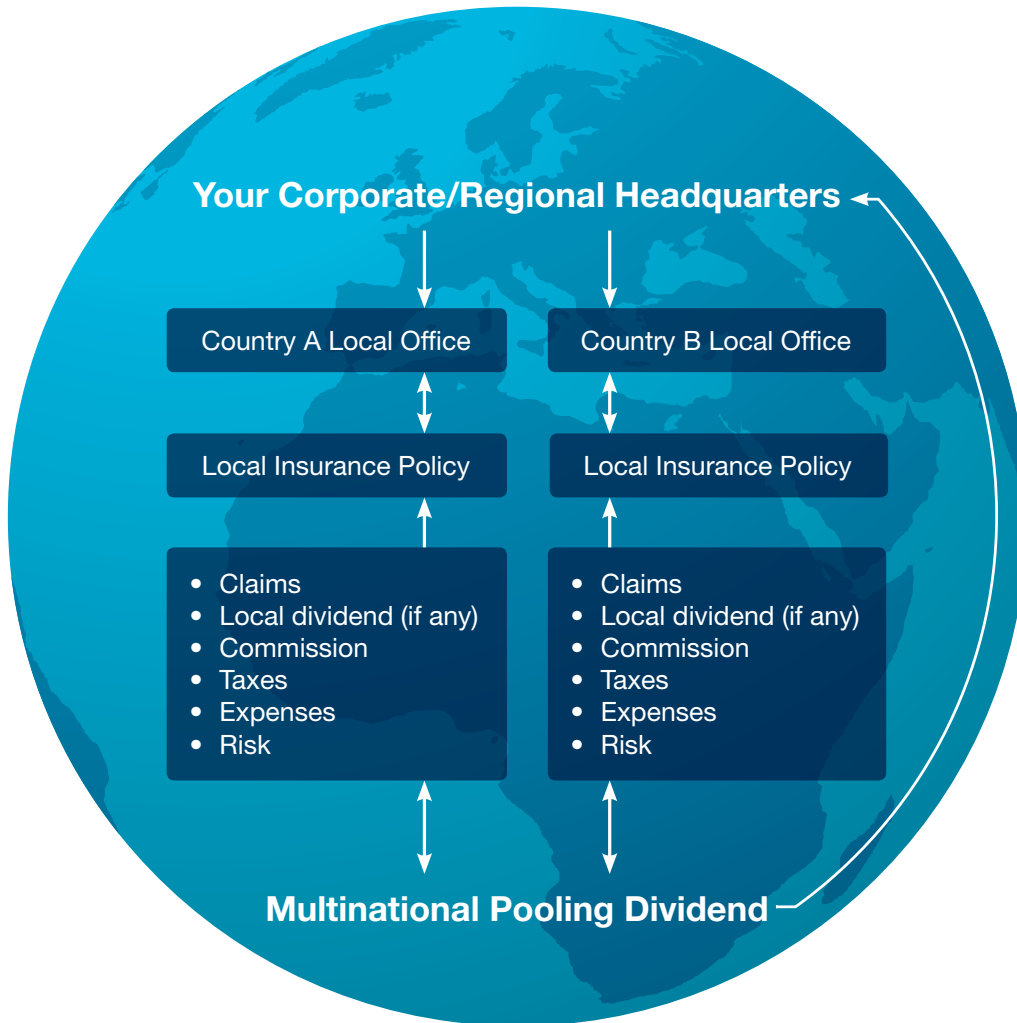 Your Corporate/Regional Headquarters
Country A Local Office
Country B Local Office
Local Insurance Policy
Local Insurance Policy
• Claims
• Local dividend (if any)
• Commission
• Taxes
• Expenses
• Risk
• Claims
• Local dividend (if any)
• Commission
• Taxes
• Expenses
• Risk
Multinational Pooling Dividend